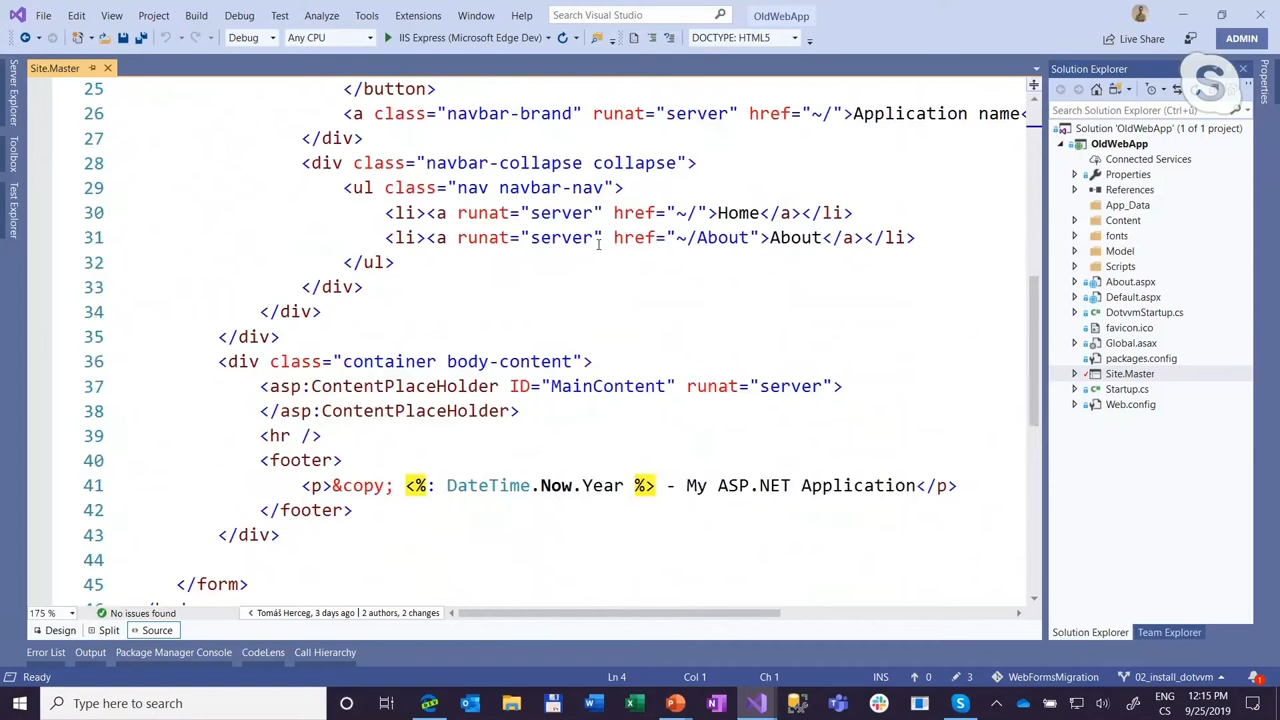 File Edit View Project Build Debug Test Analyze Tools Extensions Window Help Search Visual Studio OldWebApp
Debug Any CPU IIS Express (Microsoft Edge Dev) DOCTYPE: HTML5 Live Share ADMIN
Site.Master
Server Explorer
Toolbox
Test Explorer
25 </button>
26 <a class="navbar-brand" runat="server" href="~/">Application name<
27 </div>
28 <div class="navbar-collapse collapse">
29 <ul class="nav navbar-nav">
30 <li><a runat="server" href="~/">Home</a></li>
31 <li><a runat="server" href="~/About">About</a></li>
32 </ul>
33 </div>
34 </div>
35 </div>
36 <div class="container body-content">
37 <asp:ContentPlaceHolder ID="MainContent" runat="server">
38 </asp:ContentPlaceHolder>
39 <hr />
40 <footer>
41 <p>&copy; <%: DateTime.Now.Year %> - My ASP.NET Application</p>
42 </footer>
43 </div>
44
45 </form>
175 % No issues found Tomáš Herceg, 3 days ago | 2 authors, 2 changes
Design Split Source
Error List Output Package Manager Console CodeLens Call Hierarchy
Solution Explorer
Search Solution Explorer (Ctrl+ů)
Solution 'OldWebApp' (1 of 1 project)
OldWebApp
Connected Services
Properties
References
App_Data
Content
fonts
Model
Scripts
About.aspx
Default.aspx
DotvvmStartup.cs
favicon.ico
Global.asax
packages.config
Site.Master
Startup.cs
Web.config
Solution Explorer Team Explorer
Properties
Ready Ln 4 Col 1 Ch 1 INS 0 3 WebFormsMigration 02_install_dotvvm 1
Type here to search
ENG
CS
12:15 PM
9/25/2019